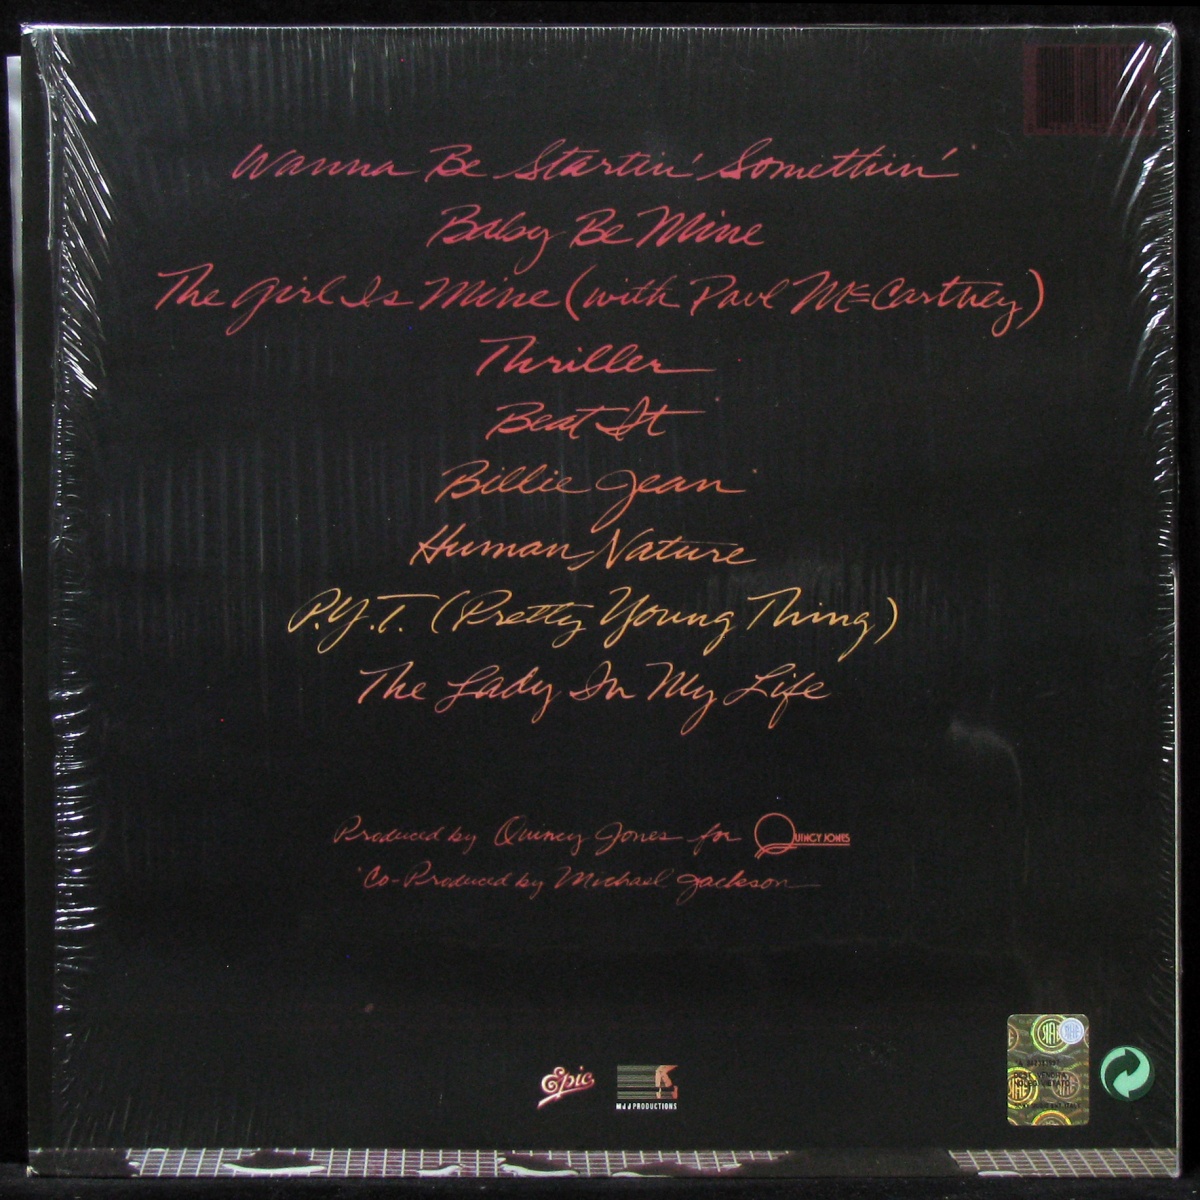 Wanna Be Startin' Somethin'
Baby Be Mine
The Girl Is Mine (with Paul McCartney)
Thriller
Beat It
Billie Jean
Human Nature
P.Y.T. (Pretty Young Thing)
The Lady In My Life
Produced by Quincy Jones for QUINCY JONES
Co-Produced by Michael Jackson
Epic
MJJ PRODUCTIONS